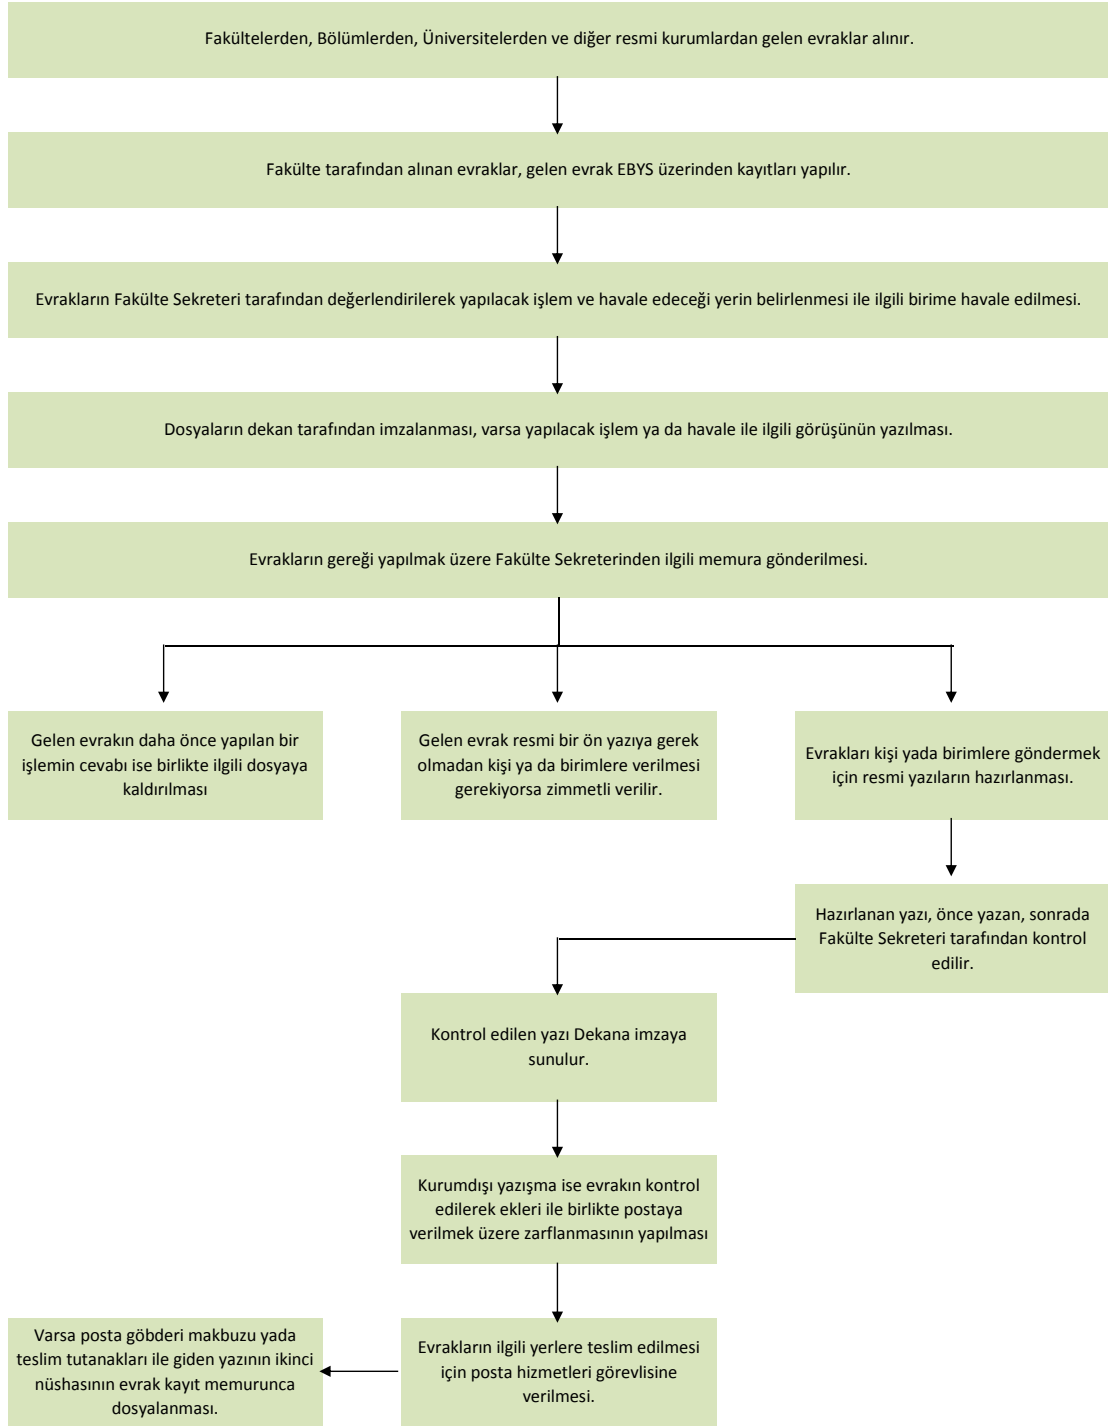 Fakültelerden, Bölümlerden, Üniversitelerden ve diğer resmi kurumlardan gelen evraklar alınır.
Fakülte tarafından alınan evraklar, gelen evrak EBYS üzerinden kayıtları yapılır.
Evrakların Fakülte Sekreteri tarafından değerlendirilerek yapılacak işlem ve havale edeceği yerin belirlenmesi ile ilgili birime havale edilmesi.
Dosyaların dekan tarafından imzalanması, varsa yapılacak işlem ya da havale ile ilgili görüşünün yazılması.
Evrakların gereği yapılmak üzere Fakülte Sekreterinden ilgili memura gönderilmesi.
Gelen evrakın daha önce yapılan bir
işlemin cevabı ise birlikte ilgili dosyaya
kaldırılması
Gelen evrak resmi bir ön yazıya gerek
olmadan kişi ya da birimlere verilmesi
gerekiyorsa zimmetli verilir.
Evrakları kişi yada birimlere göndermek
için resmi yazıların hazırlanması.
Hazırlanan yazı, önce yazan, sonrada
Fakülte Sekreteri tarafından kontrol
edilir.
Kontrol edilen yazı Dekana imzaya
sunulur.
Kurumdışı yazışma ise evrakın kontrol
edilerek ekleri ile birlikte postaya
verilmek üzere zarflanmasının yapılması
Varsa posta göbderi makbuzu yada
teslim tutanakları ile giden yazının ikinci
nüshasının evrak kayıt memurunca
dosyalanması.
Evrakların ilgili yerlere teslim edilmesi
için posta hizmetleri görevlisine
verilmesi.